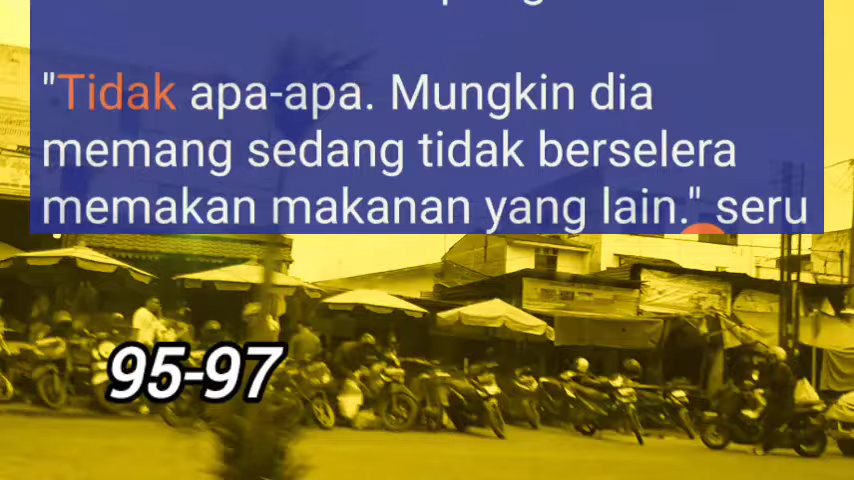 "Tidak apa-apa. Mungkin dia
memang sedang tidak berselera
memakan makanan yang lain." seru
95-97